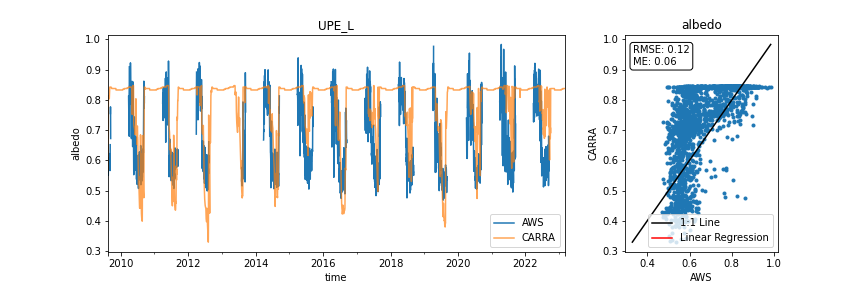 UPE_L
albedo
1.0
0.9
0.8
0.7
0.6
0.5
0.4
0.3
albedo
AWS
CARRA
2010
2012
2014
2016
2018
2020
2022
time
RMSE: 0.12
ME: 0.06
1.0
0.9
0.8
0.7
0.6
0.5
0.4
0.3
CARRA
1:1 Line
Linear Regression
0.4
0.6
0.8
1.0
AWS